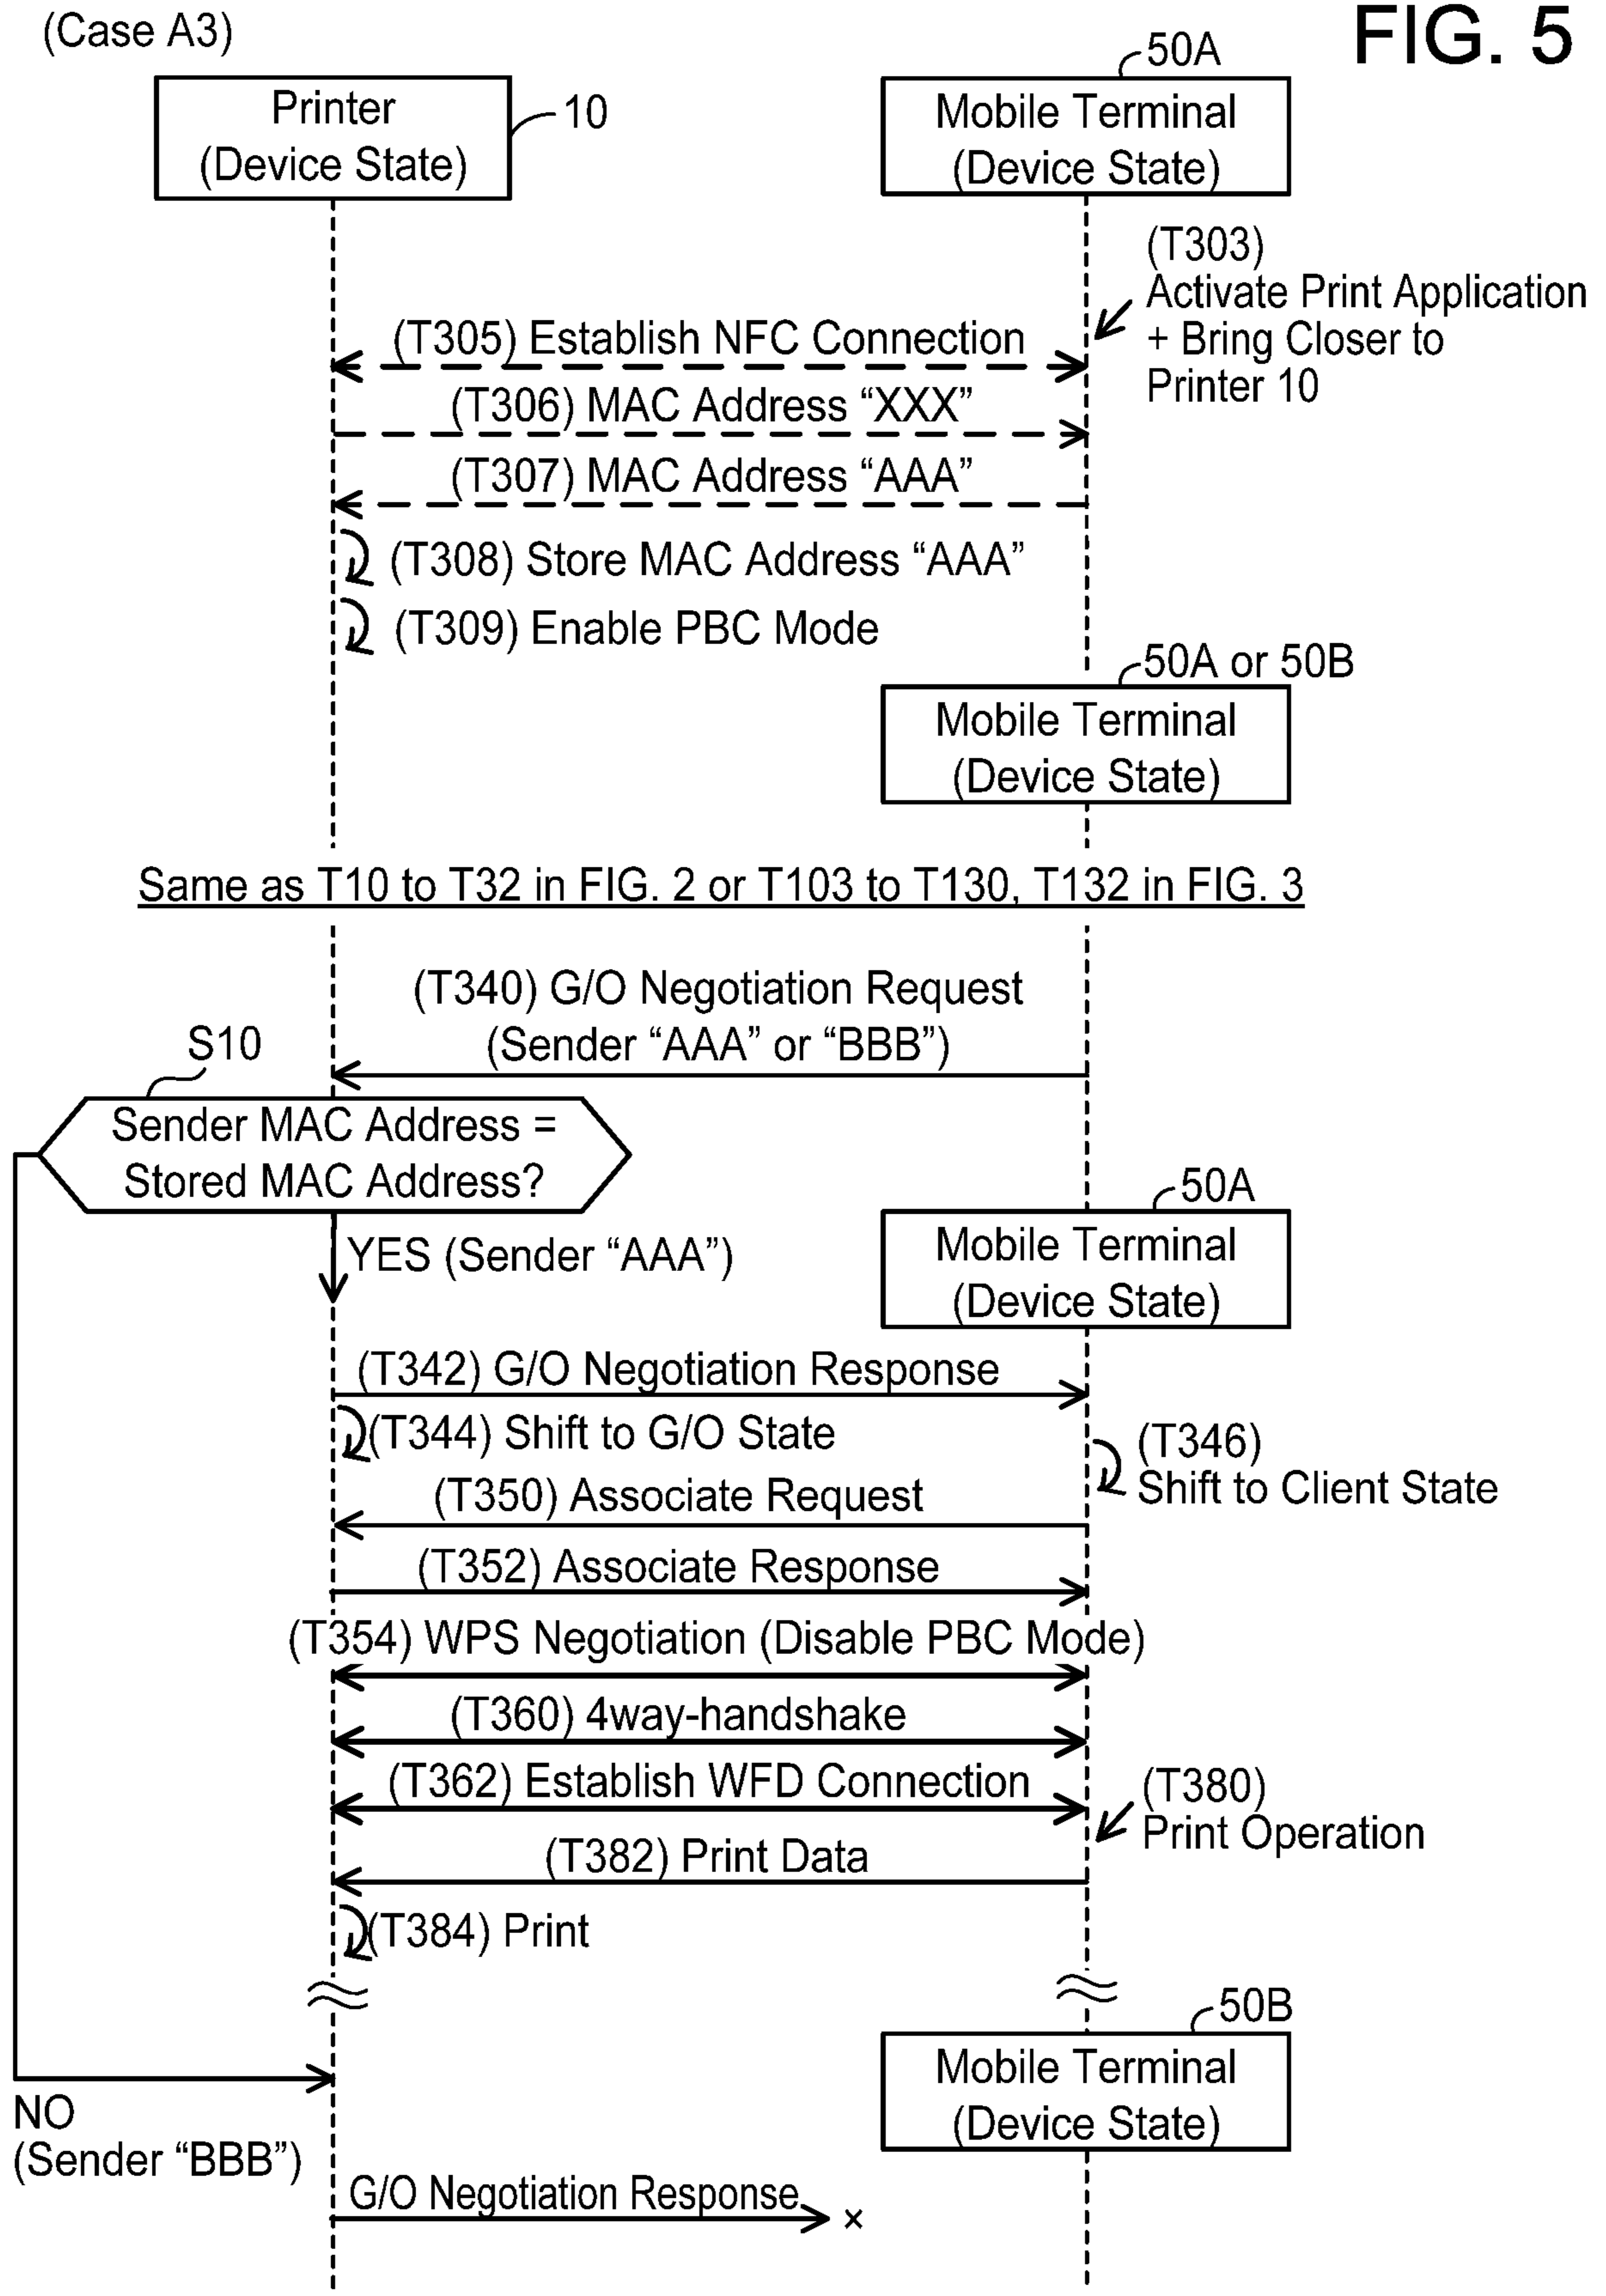 (Case A3)
FIG. 5
50A
Printer
(Device State)
10
Mobile Terminal
(Device State)
(T303)
Activate Print Application
+ Bring Closer to
Printer 10
(T305) Establish NFC Connection
(T306) MAC Address “XXX”
(T307) MAC Address “AAA”
(T308) Store MAC Address “AAA”
(T309) Enable PBC Mode
50A or 50B
Mobile Terminal
(Device State)
Same as T10 to T32 in FIG. 2 or T103 to T130, T132 in FIG. 3
(T340) G/O Negotiation Request
(Sender “AAA” or “BBB”)
S10
Sender MAC Address =
Stored MAC Address?
YES (Sender “AAA”)
50A
Mobile Terminal
(Device State)
(T342) G/O Negotiation Response
(T344) Shift to G/O State
(T346)
Shift to Client State
(T350) Associate Request
(T352) Associate Response
(T354) WPS Negotiation (Disable PBC Mode)
(T360) 4way-handshake
(T362) Establish WFD Connection
(T380)
Print Operation
(T382) Print Data
(T384) Print
50B
Mobile Terminal
(Device State)
NO
(Sender “BBB”)
G/O Negotiation Response
×